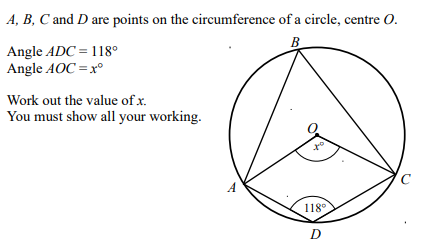 A, B, C and D are points on the circumference of a circle, centre O.
Angle ADC = 118°
Angle AOC = x°
Work out the value of x.
You must show all your working.
B
O
x°
A
C
118°
D